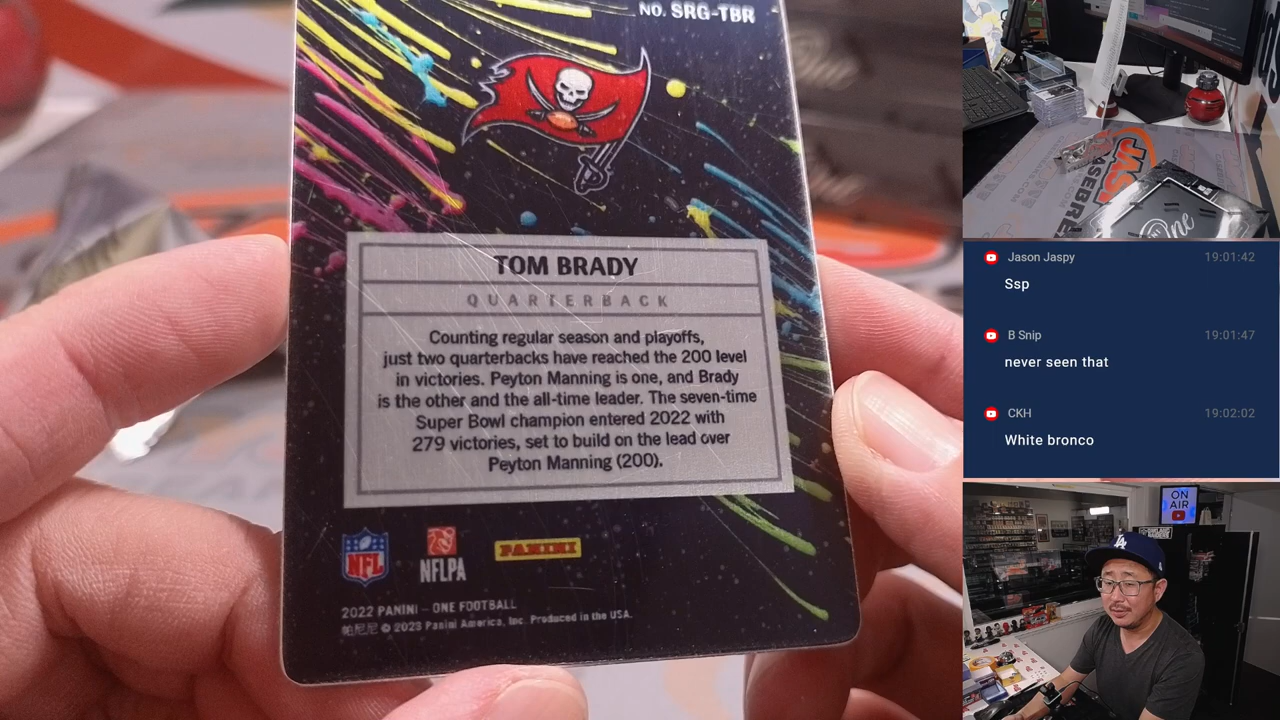 NO. SRG-TBR
TOM BRADY
QUARTERBACK
Counting regular season and playoffs,
just two quarterbacks have reached the 200 level
in victories. Peyton Manning is one, and Brady
is the other and the all-time leader. The seven-time
Super Bowl champion entered 2022 with
279 victories, set to build on the lead over
Peyton Manning (200).
NFL
NFLPA
PANINI
2022 PANINI – ONE FOOTBALL
帕尼尼 © 2023 Panini America, Inc. Produced in the USA.
One
Jason Jaspy 19:01:42
Ssp
B Snip 19:01:47
never seen that
CKH 19:02:02
White bronco
ON
AIR
LA